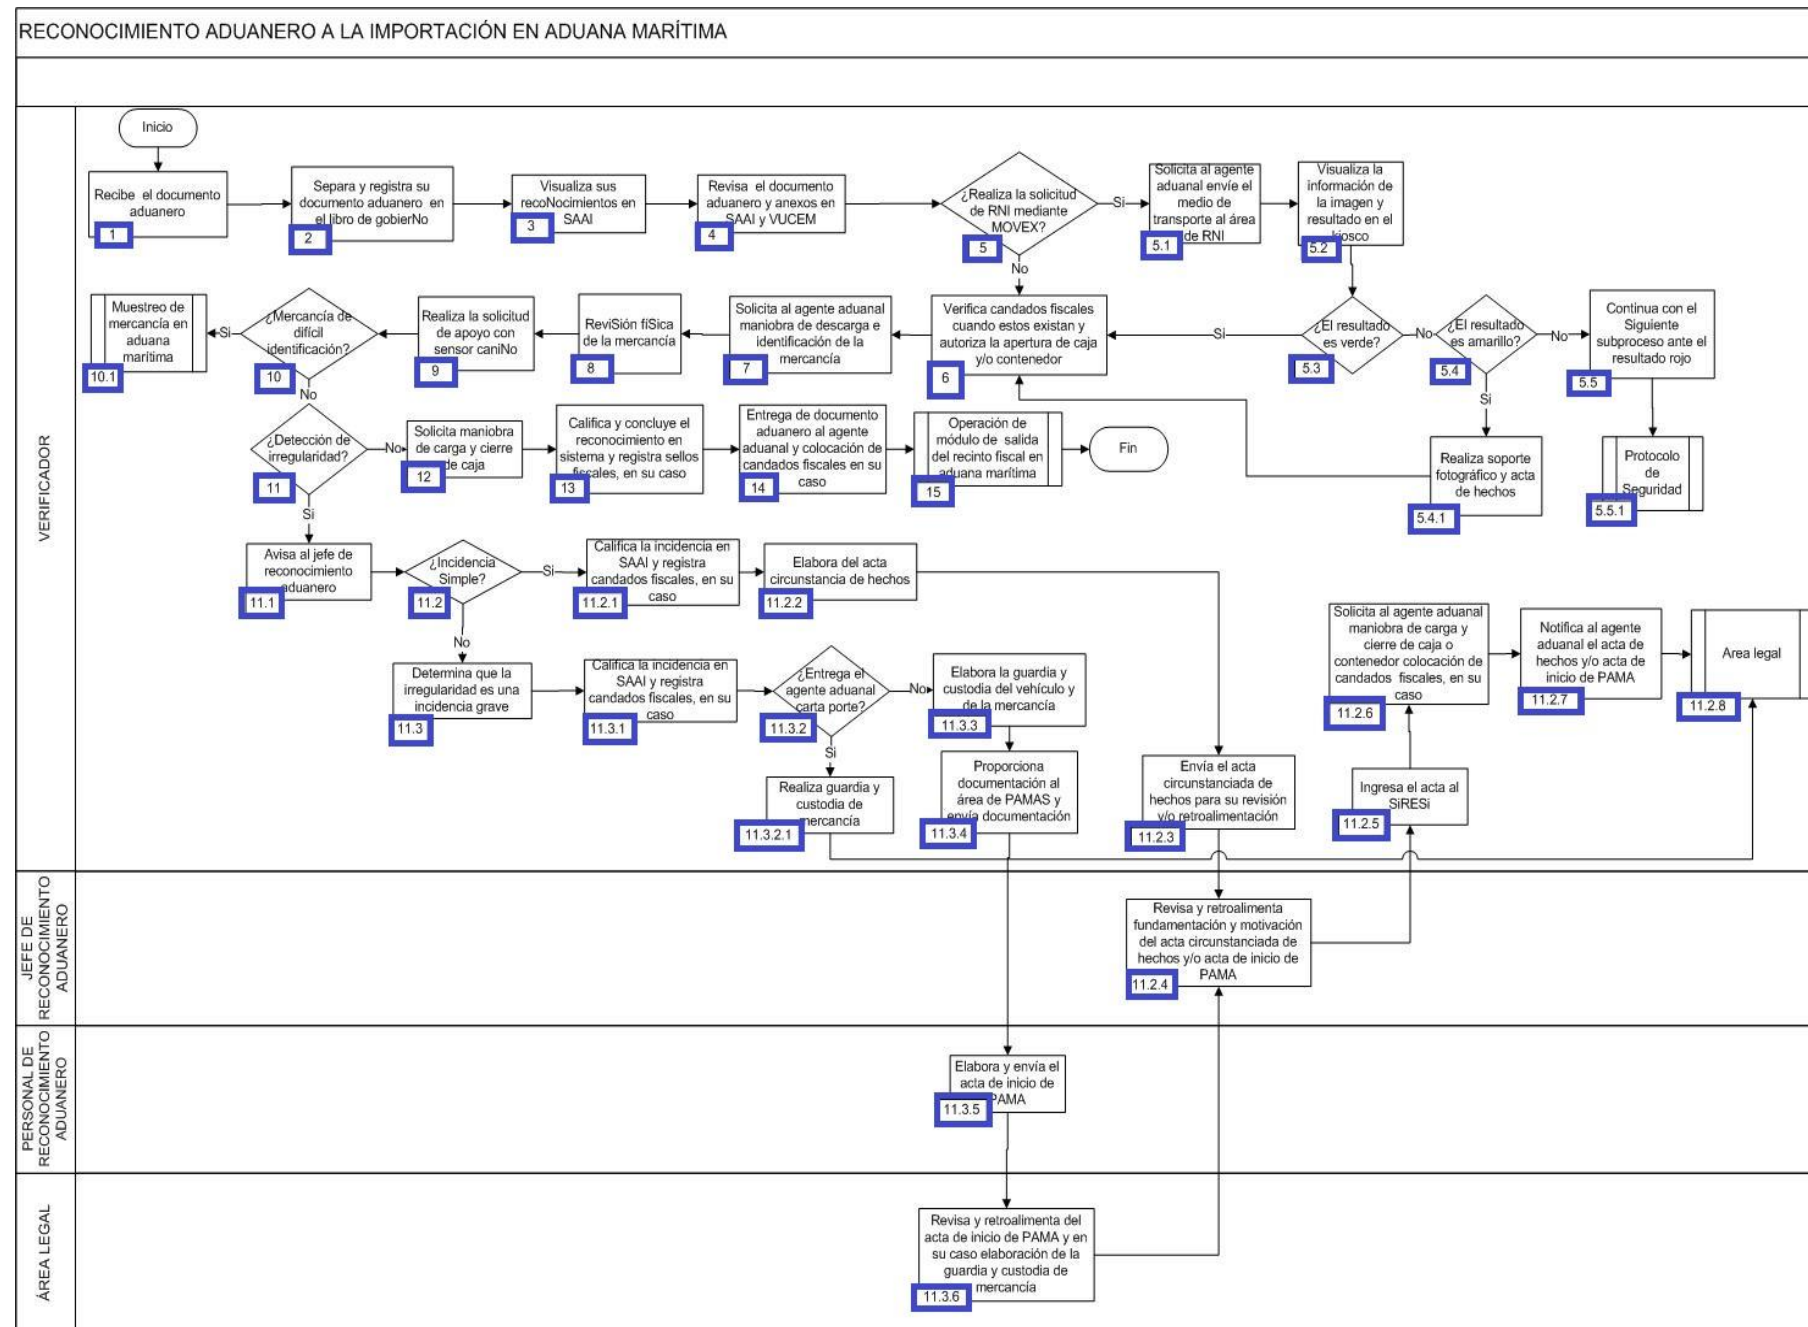 RECONOCIMIENTO ADUANERO A LA IMPORTACIÓN EN ADUANA MARÍTIMA
VERIFICADOR
Inicio
Recibe el documento
aduanero
1
Separa y registra su
documento aduanero en
el libro de gobierNo
2
Visualiza sus
recoNocimientos en
SAAI
3
Revisa el documento
aduanero y anexos en
SAAI y VUCEM
4
¿Realiza la solicitud
de RNI mediante
MOVEX?
5
Si
No
Solicita al agente
aduanal envíe el
medio de
transporte al área
de RNI
5.1
Visualiza la
información de
la imagen y
resultado en el
kiosco
5.2
Muestreo de
mercancía en
aduana
marítima
10.1
Si
¿Mercancía de
difícil
identificación?
10
No
Realiza la solicitud
de apoyo con
sensor caniNo
9
ReviSión fíSica
de la mercancía
8
Solicita al agente aduanal
maniobra de descarga e
identificación de la
mercancía
7
Verifica candados fiscales
cuando estos existan y
autoriza la apertura de caja
y/o contenedor
6
Si
¿El resultado
es verde?
5.3
No
¿El resultado
es amarillo?
5.4
No
Si
Continua con el
Siguiente
subproceso ante el
resultado rojo
5.5
¿Detección de
irregularidad?
11
No
Si
Solicita maniobra
de carga y cierre
de caja
12
Califica y concluye el
reconocimiento en
sistema y registra sellos
fiscales, en su caso
13
Entrega de documento
aduanero al agente
aduanal y colocación de
candados fiscales en su
caso
14
Operación de
módulo de salida
del recinto fiscal en
aduana marítima
15
Fin
Realiza soporte
fotográfico y acta
de hechos
5.4.1
Protocolo
de
Seguridad
5.5.1
Avisa al jefe de
reconocimiento
aduanero
11.1
¿Incidencia
Simple?
11.2
Si
No
Califica la incidencia en
SAAI y registra
candados fiscales, en su
caso
11.2.1
Elabora del acta
circunstancia de hechos
11.2.2
Solicita al agente aduanal
maniobra de carga y
cierre de caja o
contenedor colocación de
candados fiscales, en su
caso
11.2.6
Notifica al agente
aduanal el acta de
hechos y/o acta de
inicio de PAMA
11.2.7
Area legal
11.2.8
Determina que la
irregularidad es una
incidencia grave
11.3
Califica la incidencia en
SAAI y registra
candados fiscales, en su
caso
11.3.1
¿Entrega el
agente aduanal
carta porte?
11.3.2
No
Si
Elabora la guardia y
custodia del vehículo y
de la mercancía
11.3.3
Realiza guardia y
custodia de
mercancía
11.3.2.1
Proporciona
documentación al
área de PAMAS y
envía documentación
11.3.4
Envía el acta
circunstanciada de
hechos para su revisión
y/o retroalimentación
11.2.3
Ingresa el acta al
SiRESi
11.2.5
JEFE DE
RECONOCIMIENTO
ADUANERO
Revisa y retroalimenta
fundamentación y motivación
del acta circunstanciada de
hechos y/o acta de inicio de
PAMA
11.2.4
PERSONAL DE
RECONOCIMIENTO
ADUANERO
Elabora y envía el
acta de inicio de
PAMA
11.3.5
ÁREA LEGAL
Revisa y retroalimenta del
acta de inicio de PAMA y en
su caso elaboración de la
guardia y custodia de
mercancía
11.3.6